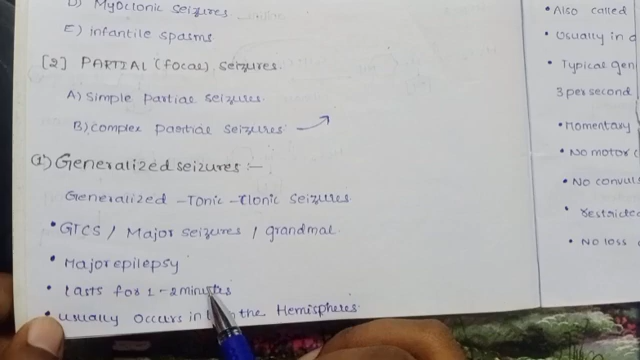 D) Myoclonic seizures
E) infantile spasms
[2] PARTIAL (focal) seizures.
A) simple partial seizures.
B) complex partial seizures
(1) Generalized seizures :-
Generalized - Tonic - Clonic seizures
• GTCS / Major seizures / grandmal
• Major epilepsy
• Lasts for 1-2 minutes
• usually occurs in the Hemispheres.
• Also called
• Usually in
• Typical gen
3 per second
• Momentary
• No motor
• No convuls
• Restricted
• No loss